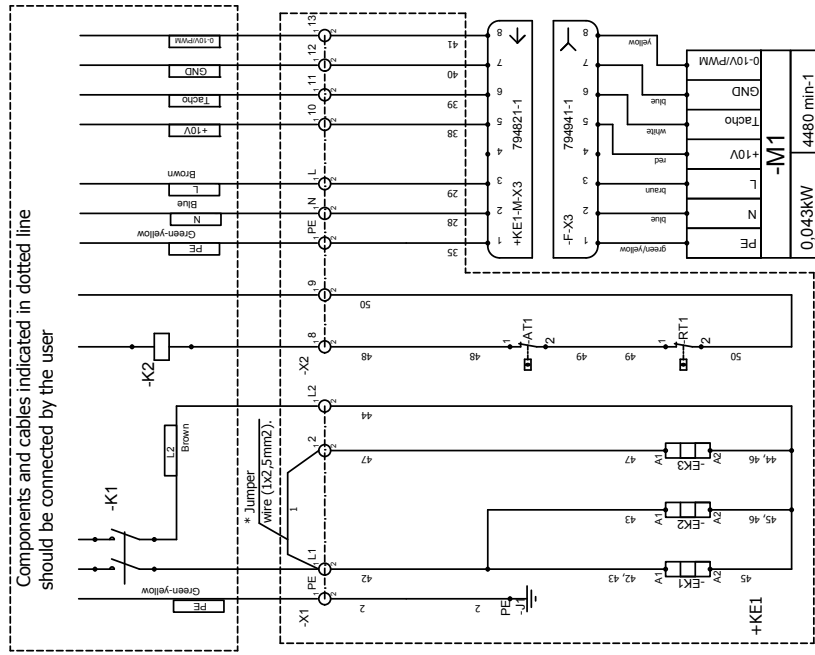 Components and cables indicated in dotted line
should be connected by the user
-K1
L2
Brown
-K2
Green-yellow
PE
Green-yellow
PE
Blue
N
Brown
L
+10V
Tacho
GND
0-10V/PWM
* Jumper
wire (1x2,5mm2).
1
-X1
PE
L1
2
L2
-X2
8
9
PE
N
L
10
11
12
13
1 2
1 2
1 2
1 2
1 2
1 2
1 2
1 2
1 2
1 2
1 2
1 2
1 2
1 2
2
42
47
44
48
50
35
28
29
38
39
40
41
2
PE
-J1
48
1
-AT1
2
49
49
1
-RT1
2
50
43
47
42, 43
A1
-EK1
A2
45
A1
-EK2
A2
45, 46
A1
-EK3
A2
44, 46
+KE1
1 2 3 4 5 6 7 8
+KE1-M-X3
794821-1
-F-X3
794941-1
1 2 3 4 5 6 7 8
green/yellow
blue
braun
red
white
blue
yellow
PE
N
L
+10V
Tacho
GND
0-10V/PWM
-M1
0,043kW
4480 min-1